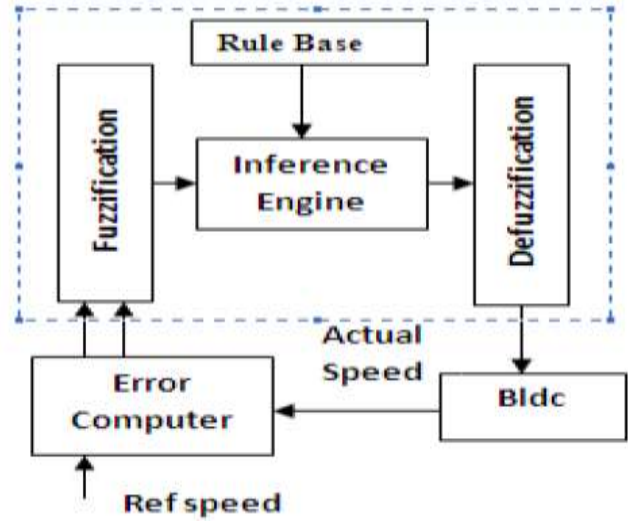 Rule Base
Fuzzification
Inference
Engine
Defuzzification
Actual
Speed
Error
Computer
Bldc
Ref speed